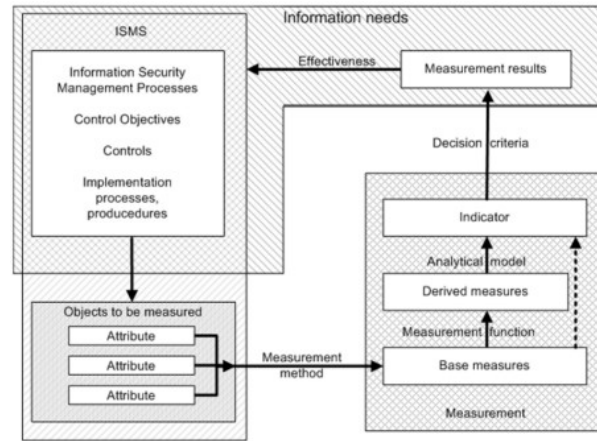 Information needs
ISMS
Information Security
Management Processes
Control Objectives
Controls
Implementation
processes,
producedures
Effectiveness
Measurement results
Decision criteria
Indicator
Analytical model
Derived measures
Measurement function
Base measures
Measurement
Objects to be measured
Attribute
Attribute
Attribute
Measurement
method